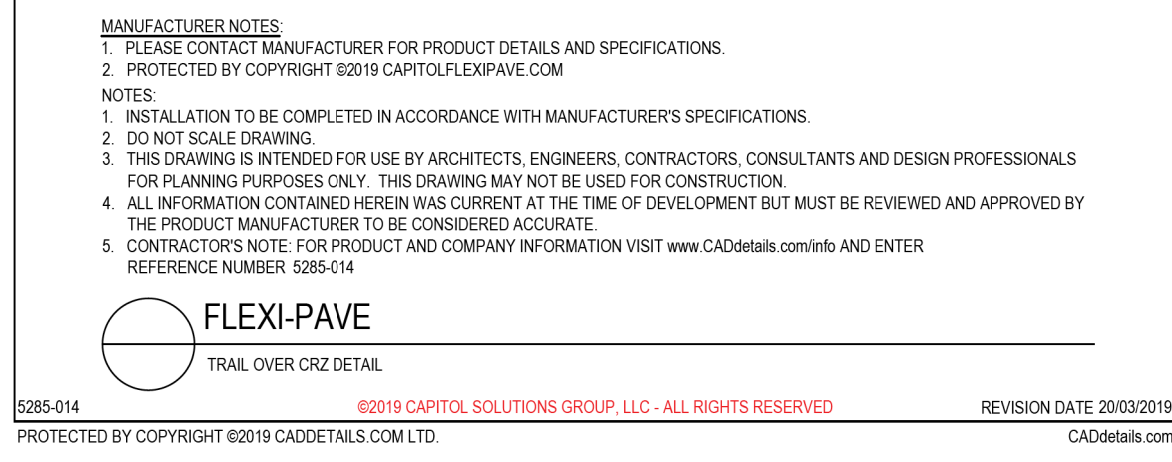 MANUFACTURER NOTES:
1. PLEASE CONTACT MANUFACTURER FOR PRODUCT DETAILS AND SPECIFICATIONS.
2. PROTECTED BY COPYRIGHT ©2019 CAPITOLFLEXIPAVE.COM
NOTES:
1. INSTALLATION TO BE COMPLETED IN ACCORDANCE WITH MANUFACTURER'S SPECIFICATIONS.
2. DO NOT SCALE DRAWING.
3. THIS DRAWING IS INTENDED FOR USE BY ARCHITECTS, ENGINEERS, CONTRACTORS, CONSULTANTS AND DESIGN PROFESSIONALS
FOR PLANNING PURPOSES ONLY. THIS DRAWING MAY NOT BE USED FOR CONSTRUCTION.
4. ALL INFORMATION CONTAINED HEREIN WAS CURRENT AT THE TIME OF DEVELOPMENT BUT MUST BE REVIEWED AND APPROVED BY
THE PRODUCT MANUFACTURER TO BE CONSIDERED ACCURATE.
5. CONTRACTOR'S NOTE: FOR PRODUCT AND COMPANY INFORMATION VISIT www.CADdetails.com/info AND ENTER
REFERENCE NUMBER 5285-014
FLEXI-PAVE
TRAIL OVER CRZ DETAIL
5285-014 ©2019 CAPITOL SOLUTIONS GROUP, LLC - ALL RIGHTS RESERVED REVISION DATE 20/03/2019
PROTECTED BY COPYRIGHT ©2019 CADDETAILS.COM LTD. CADdetails.com